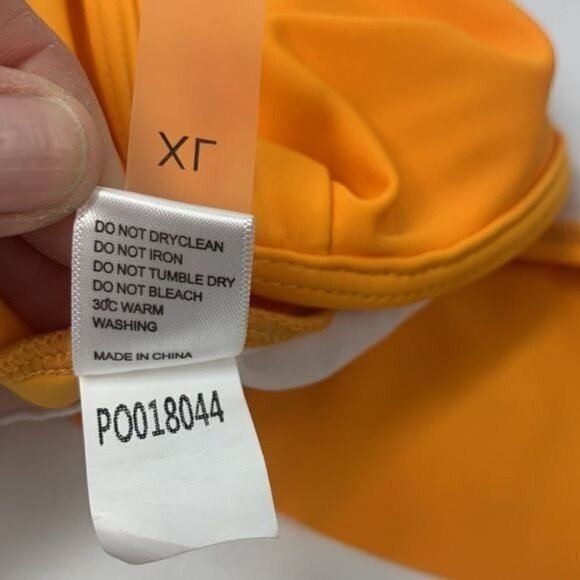 XL
DO NOT DRYCLEAN
DO NOT IRON
DO NOT TUMBLE DRY
DO NOT BLEACH
30°C WARM
WASHING
MADE IN CHINA
PO018044